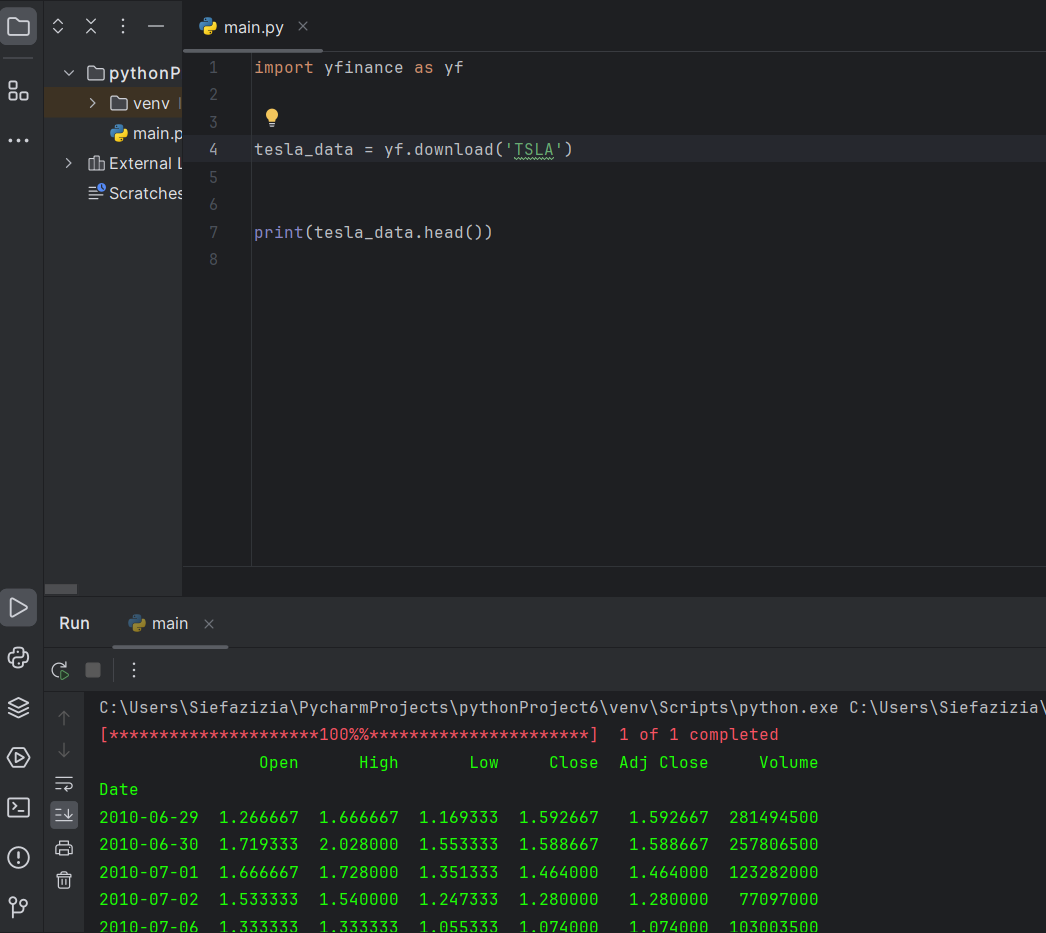 main.py
pythonP
venv
main.p
External L
Scratches
1 import yfinance as yf
2
3
4 tesla_data = yf.download('TSLA')
5
6
7 print(tesla_data.head())
8
Run main
C:\Users\Siefazizia\PycharmProjects\pythonProject6\venv\Scripts\python.exe C:\Users\Siefazizia\
[*********************100%%**********************]  1 of 1 completed
Open High Low Close Adj Close Volume
Date
2010-06-29 1.266667 1.666667 1.169333 1.592667 1.592667 281494500
2010-06-30 1.719333 2.028000 1.553333 1.588667 1.588667 257806500
2010-07-01 1.666667 1.728000 1.351333 1.464000 1.464000 123282000
2010-07-02 1.533333 1.540000 1.247333 1.280000 1.280000 77097000
2010-07-06 1.333333 1.333333 1.055333 1.074000 1.074000 103003500